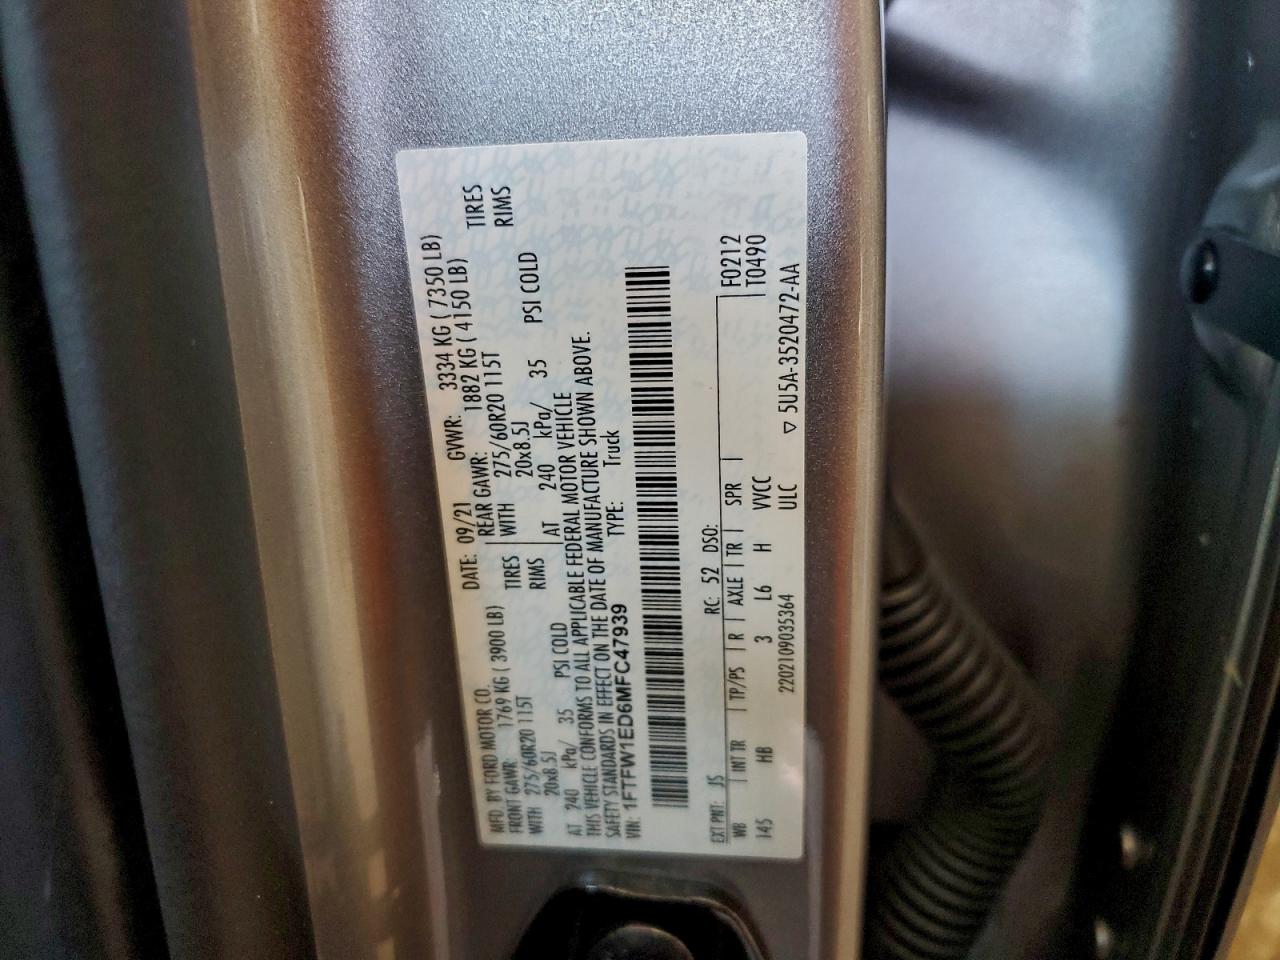 MFD. BY FORD MOTOR CO.
DATE: 09/21 GVWR: 3334 KG ( 7350 LB)
FRONT GAWR: 1769 KG ( 3900 LB) REAR GAWR: 1882 KG ( 4150 LB)
WITH 275/60R20 115T TIRES WITH 275/60R20 115T TIRES
20x8.5J RIMS 20x8.5J RIMS
AT 240 kPa/ 35 PSI COLD AT 240 kPa/ 35 PSI COLD
THIS VEHICLE CONFORMS TO ALL APPLICABLE FEDERAL MOTOR VEHICLE
SAFETY STANDARDS IN EFFECT ON THE DATE OF MANUFACTURE SHOWN ABOVE.
VIN: 1FTFW1ED6MFC47939 TYPE: Truck
EXT PNT: JS RC: 52 DSO: F0212
WB INT TR TP/PS R AXLE TR SPR T0490
145 HB 3 L6 H VVCC
2202109035364 ULC ▽ 5U5A-3520472-AA